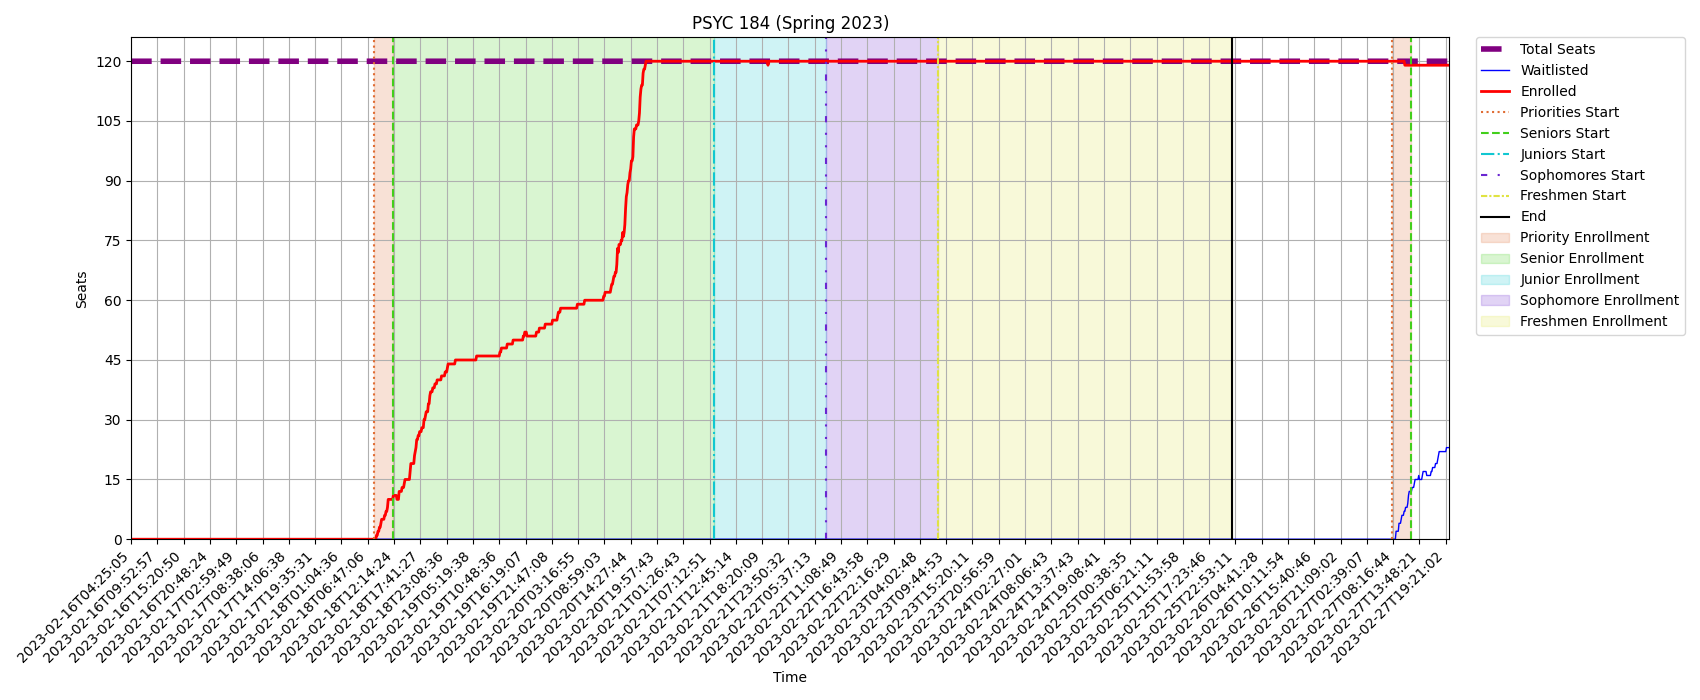 PSYC 184 (Spring 2023)
Seats
120
105
90
75
60
45
30
15
0
2023-02-16T04:25:05
2023-02-16T09:52:57
2023-02-16T15:20:50
2023-02-16T20:48:24
2023-02-17T02:59:49
2023-02-17T08:38:06
2023-02-17T14:06:38
2023-02-17T19:35:31
2023-02-18T01:04:36
2023-02-18T06:47:06
2023-02-18T12:14:24
2023-02-18T17:41:27
2023-02-18T23:08:36
2023-02-19T05:19:38
2023-02-19T10:48:36
2023-02-19T16:19:07
2023-02-19T21:47:08
2023-02-20T03:16:55
2023-02-20T08:59:03
2023-02-20T14:27:44
2023-02-20T19:57:43
2023-02-21T01:26:43
2023-02-21T07:12:51
2023-02-21T12:45:14
2023-02-21T18:20:09
2023-02-21T23:50:32
2023-02-22T05:37:13
2023-02-22T11:08:49
2023-02-22T16:43:58
2023-02-22T22:16:29
2023-02-23T04:02:48
2023-02-23T09:44:53
2023-02-23T15:20:11
2023-02-23T20:56:59
2023-02-24T02:27:01
2023-02-24T08:06:43
2023-02-24T13:37:43
2023-02-24T19:08:41
2023-02-25T00:38:35
2023-02-25T06:21:11
2023-02-25T11:53:58
2023-02-25T17:23:46
2023-02-25T22:53:11
2023-02-26T04:41:28
2023-02-26T10:11:54
2023-02-26T15:40:46
2023-02-26T21:09:02
2023-02-27T02:39:07
2023-02-27T08:16:44
2023-02-27T13:48:21
2023-02-27T19:21:02
Time
Total Seats
Waitlisted
Enrolled
Priorities Start
Seniors Start
Juniors Start
Sophomores Start
Freshmen Start
End
Priority Enrollment
Senior Enrollment
Junior Enrollment
Sophomore Enrollment
Freshmen Enrollment